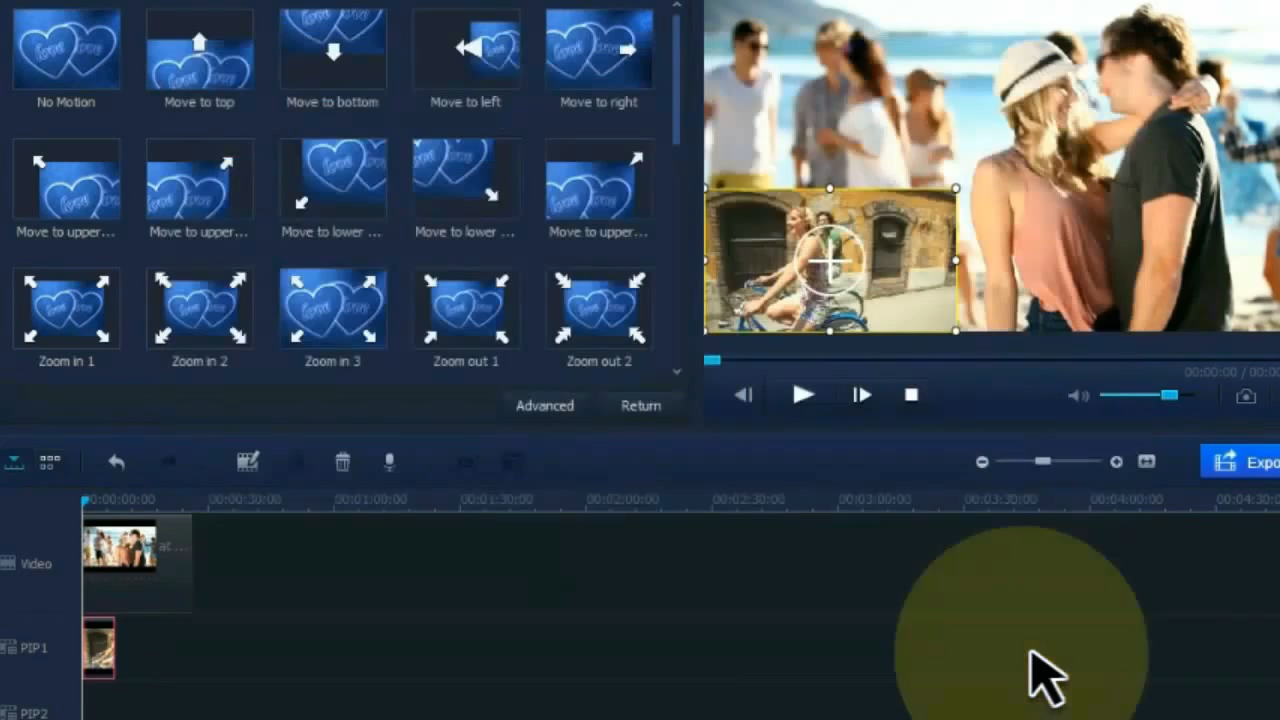 No Motion
Move to top
Move to bottom
Move to left
Move to right
Move to upper...
Move to upper...
Move to lower ...
Move to lower ...
Move to upper...
Zoom in 1
Zoom in 2
Zoom in 3
Zoom out 1
Zoom out 2
Advanced
Return
00:00:00 / 00:00
Expo
00:00:00:00
00:00:30:00
00:01:00:00
00:01:30:00
00:02:00:00
00:02:30:00
00:03:00:00
00:03:30:00
00:04:00:00
00:04:30:0
Video
at...
PIP1
PIP2